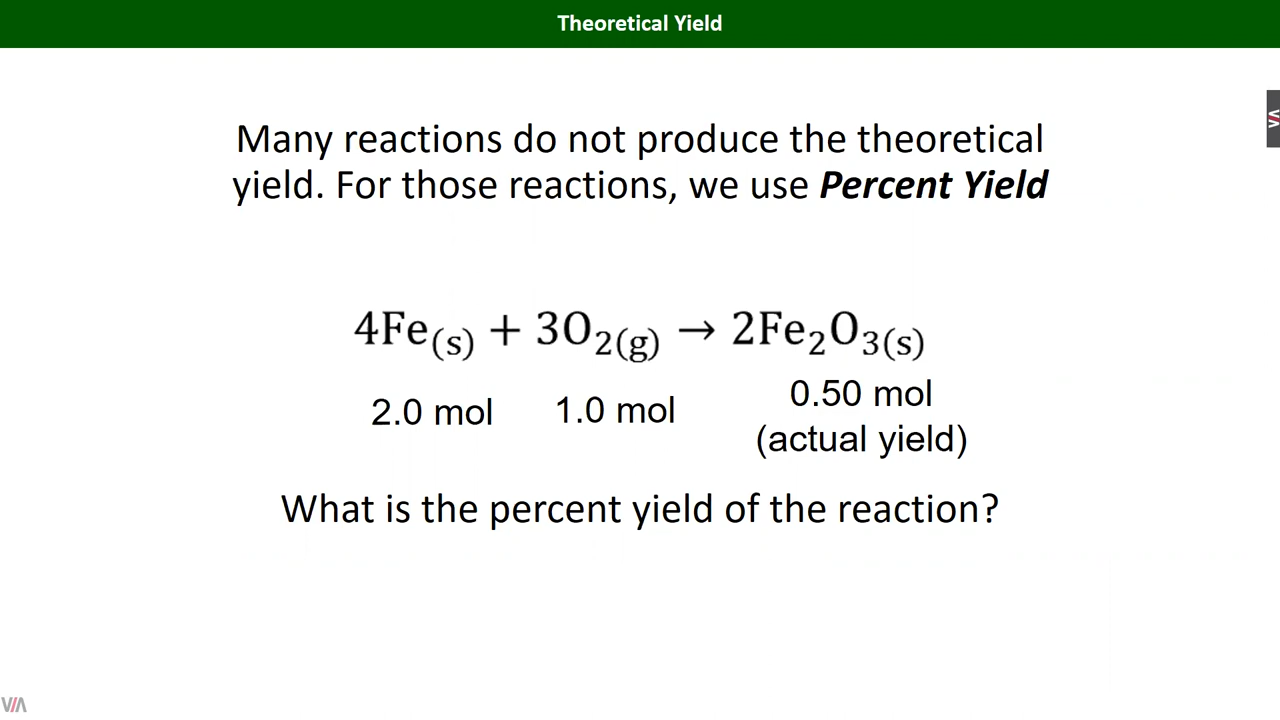 Theoretical Yield
Many reactions do not produce the theoretical
yield. For those reactions, we use Percent Yield
4Fe(s) + 3O2(g) → 2Fe2O3(s)
2.0 mol 1.0 mol 0.50 mol
(actual yield)
What is the percent yield of the reaction?
VIA